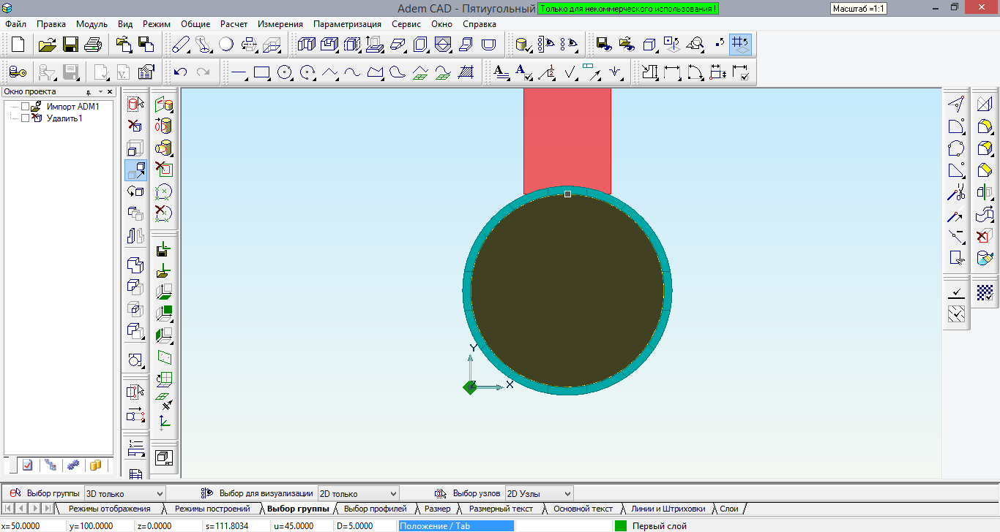 Adem CAD - Пятиугольный
Только для некоммерческого использования !
Масштаб =1:1
Файл Правка Модуль Вид Режим Общие Расчет Измерения Параметризация Сервис Окно Справка
Окно проекта
Импорт ADM1
Удалить1
Y
Z
X
Выбор группы 3D только Выбор для визуализации 2D только Выбор узлов 2D Узлы
Режимы отображения Режимы построений Выбор группы Выбор профилей Размер Размерный текст Основной текст Линии и Штриховки Слои
x=50.0000 y=100.0000 z=0.0000 s=111.8034 u=45.0000 D=5.0000 Положение / Tab Первый слой